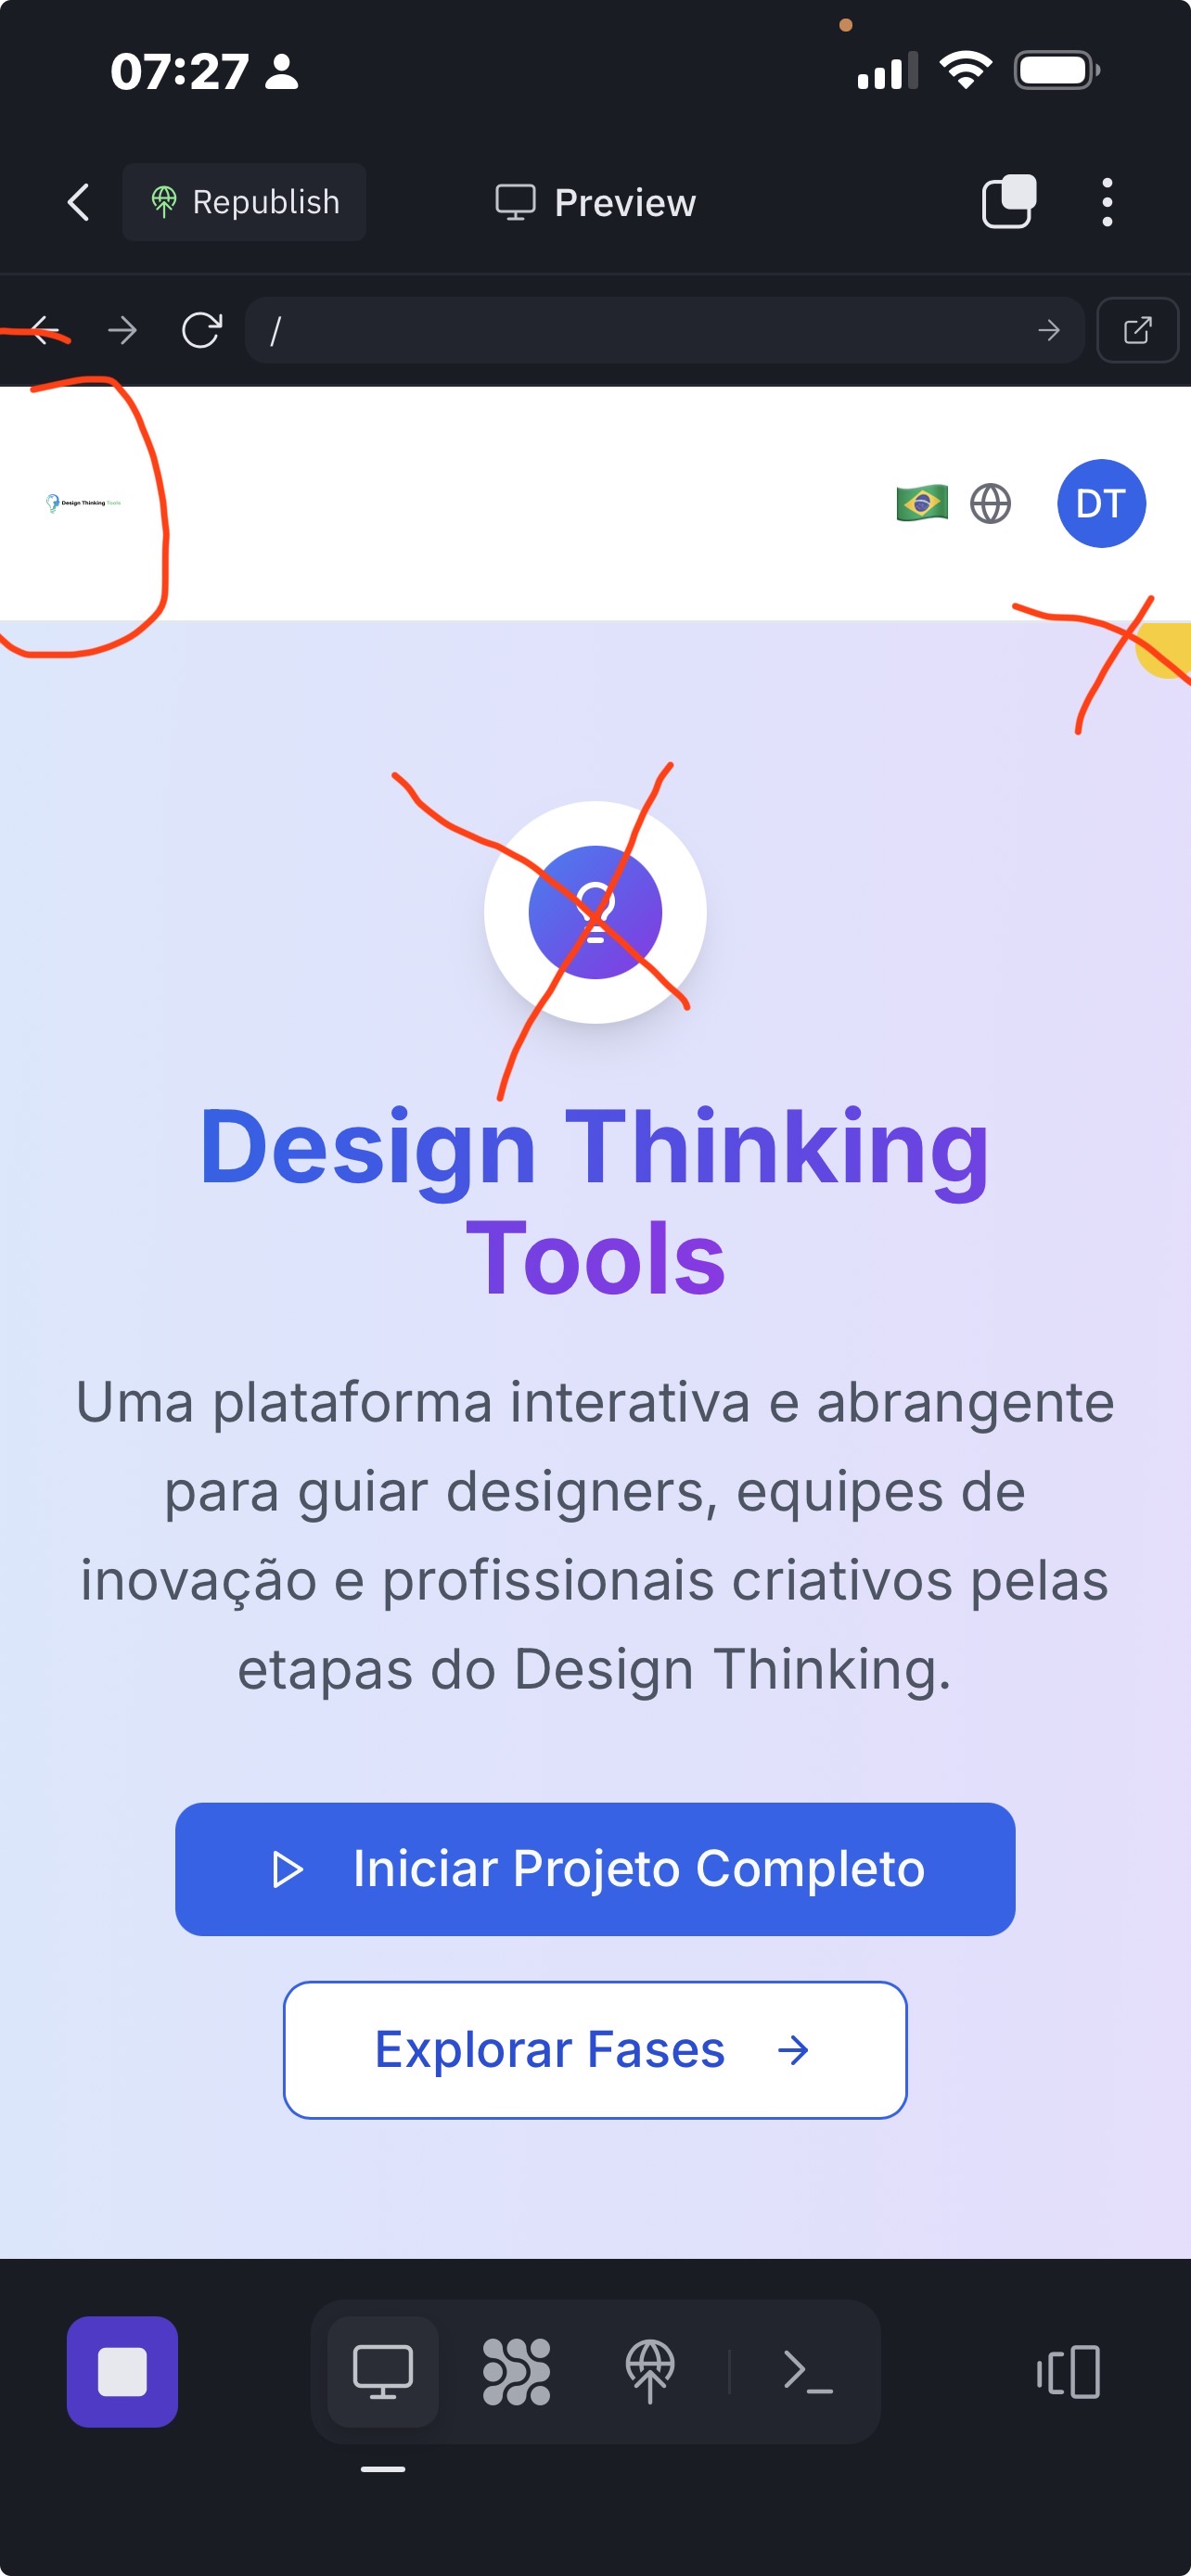 07:27
Republish
Preview
/
Design Thinking Tools
DT
Design Thinking
Tools
Uma plataforma interativa e abrangente
para guiar designers, equipes de
inovação e profissionais criativos pelas
etapas do Design Thinking.
Iniciar Projeto Completo
Explorar Fases